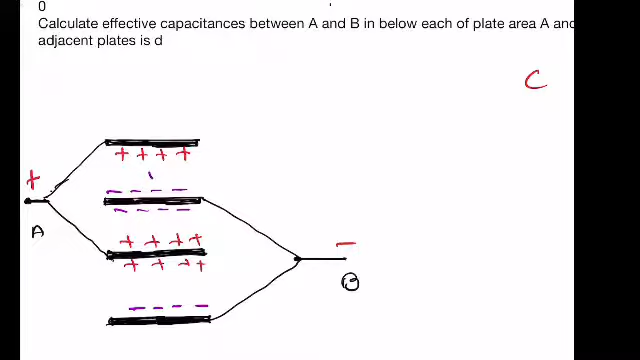 0
Calculate effective capacitances between A and B in below each of plate area A and
adjacent plates is d
C
+ + + +
+
- - - -
- - - -
A
+ + + +
-
+ + + +
B
- - - -